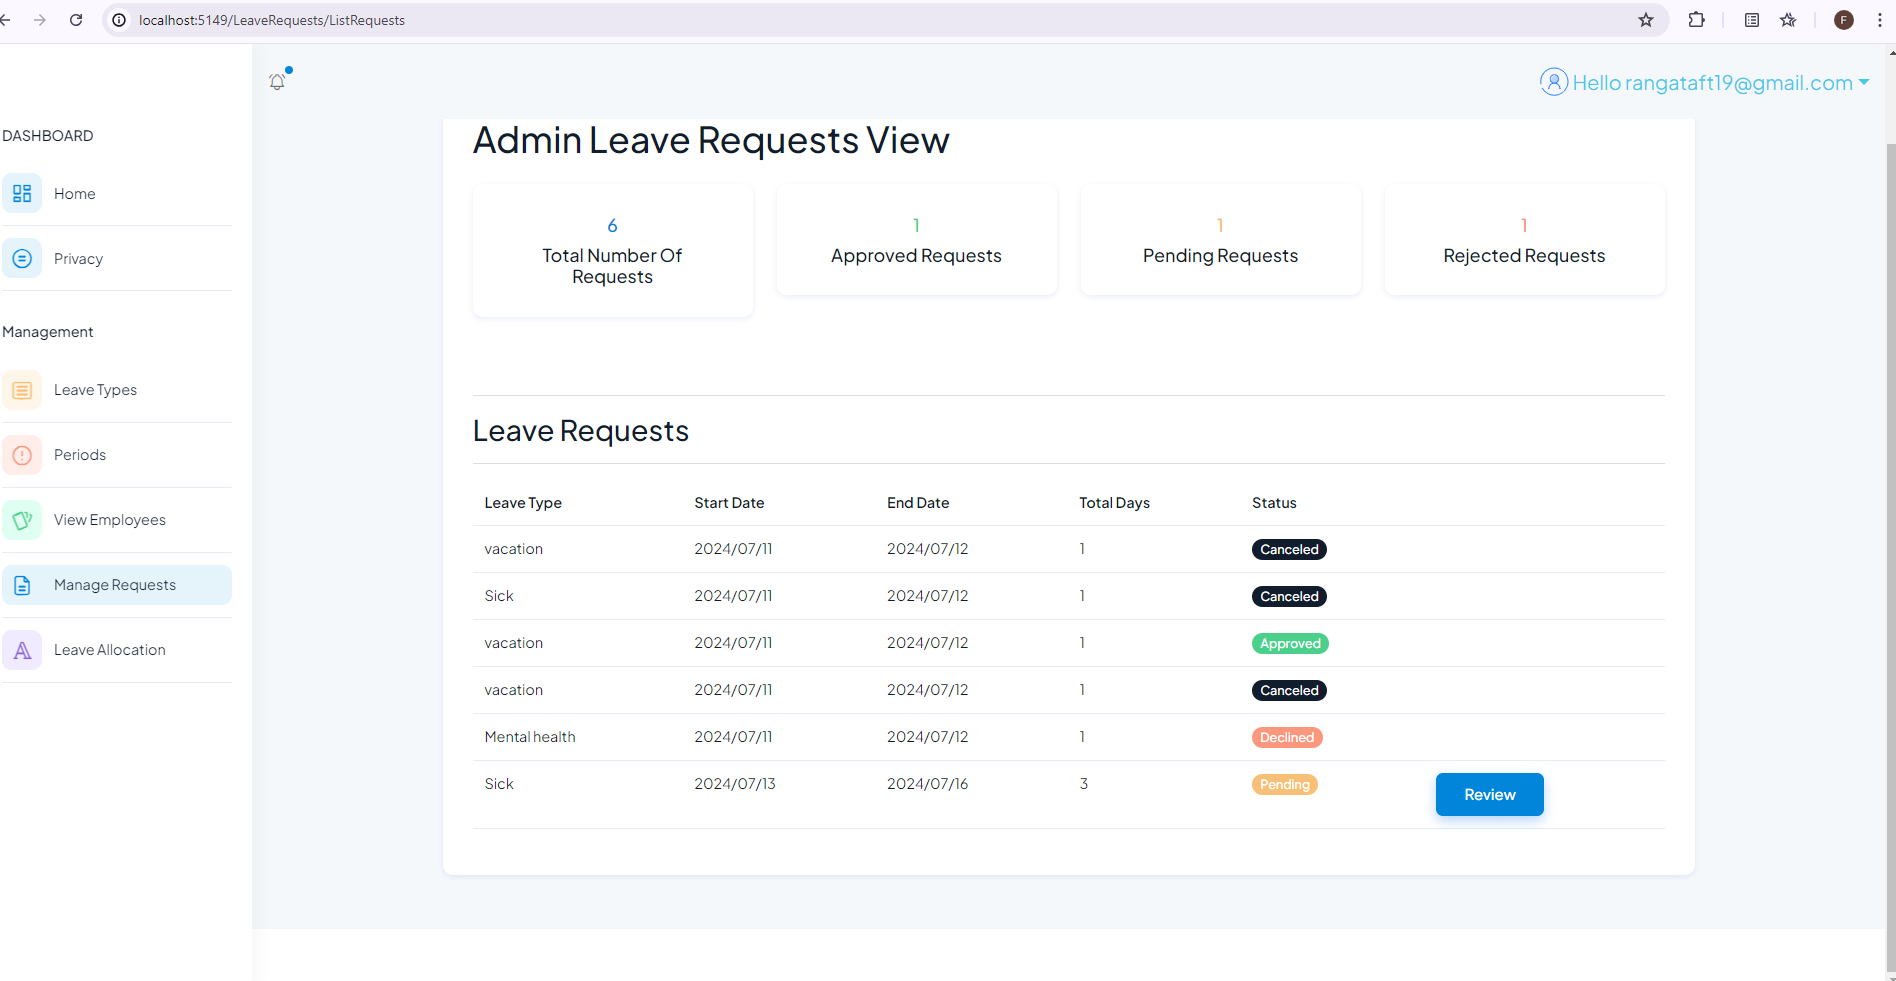 localhost:5149/LeaveRequests/ListRequests
F
Hello rangataft19@gmail.com
DASHBOARD
Home
Privacy
Management
Leave Types
Periods
View Employees
Manage Requests
Leave Allocation
Admin Leave Requests View
6
Total Number Of
Requests
1
Approved Requests
1
Pending Requests
1
Rejected Requests
Leave Requests
Leave Type Start Date End Date Total Days Status
vacation 2024/07/11 2024/07/12 1 Canceled
Sick 2024/07/11 2024/07/12 1 Canceled
vacation 2024/07/11 2024/07/12 1 Approved
vacation 2024/07/11 2024/07/12 1 Canceled
Mental health 2024/07/11 2024/07/12 1 Declined
Sick 2024/07/13 2024/07/16 3 Pending Review